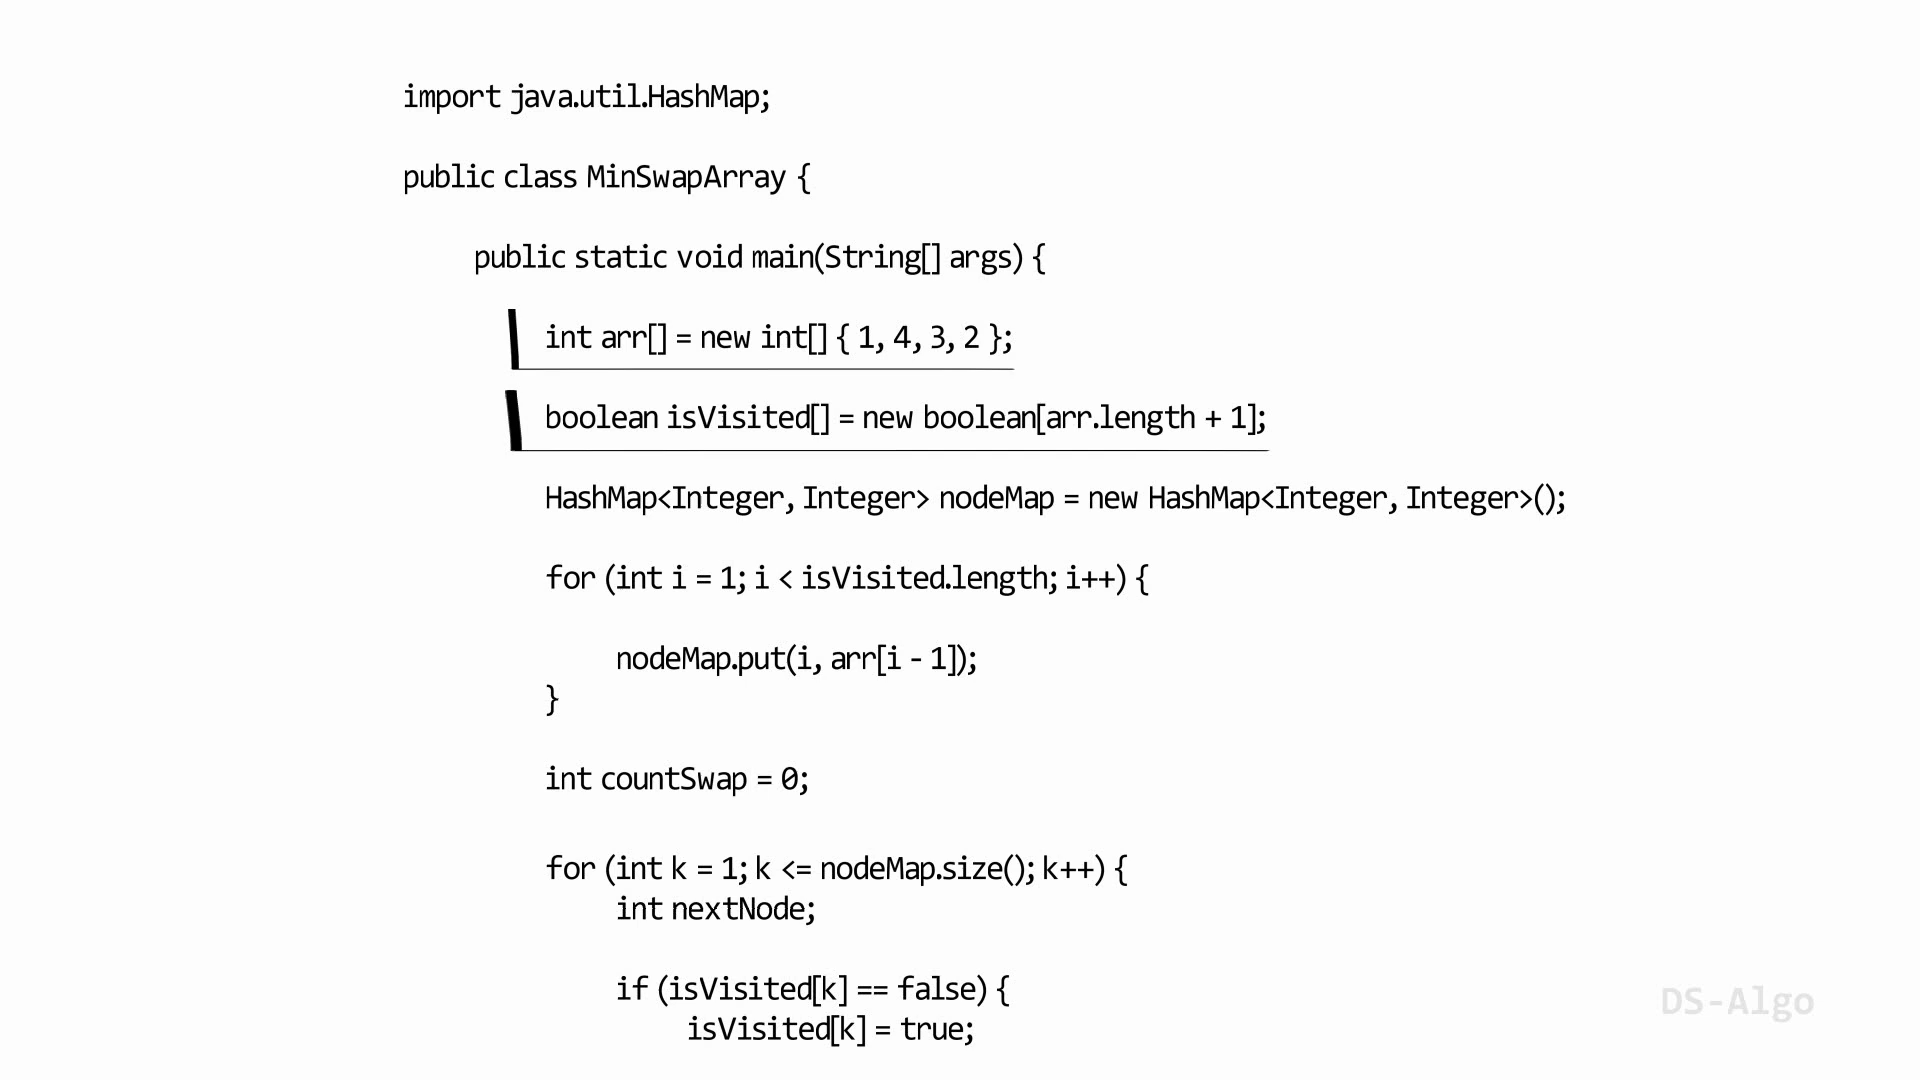 import java.util.HashMap;
public class MinSwapArray {
public static void main(String[] args) {
int arr[] = new int[] { 1, 4, 3, 2 };
boolean isVisited[] = new boolean[arr.length + 1];
HashMap<Integer, Integer> nodeMap = new HashMap<Integer, Integer>();
for (int i = 1; i < isVisited.length; i++) {
nodeMap.put(i, arr[i - 1]);
}
int countSwap = 0;
for (int k = 1; k <= nodeMap.size(); k++) {
int nextNode;
if (isVisited[k] == false) {
isVisited[k] = true;
DS-Algo